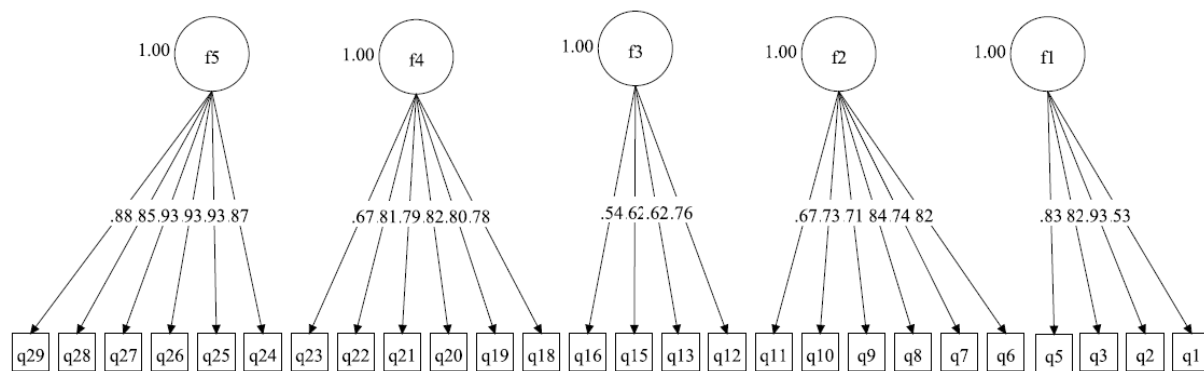 1.00 f5 1.00 f4 1.00 f3 1.00 f2 1.00 f1
.88 85.93 .93.93 87 .67 81.79 .82.80.78 .54.62.62.76 .67.73.71 84.74 82 .83 82.93.53
q29 q28 q27 q26 q25 q24 q23 q22 q21 q20 q19 q18 q16 q15 q13 q12 q11 q10 q9 q8 q7 q6 q5 q3 q2 q1